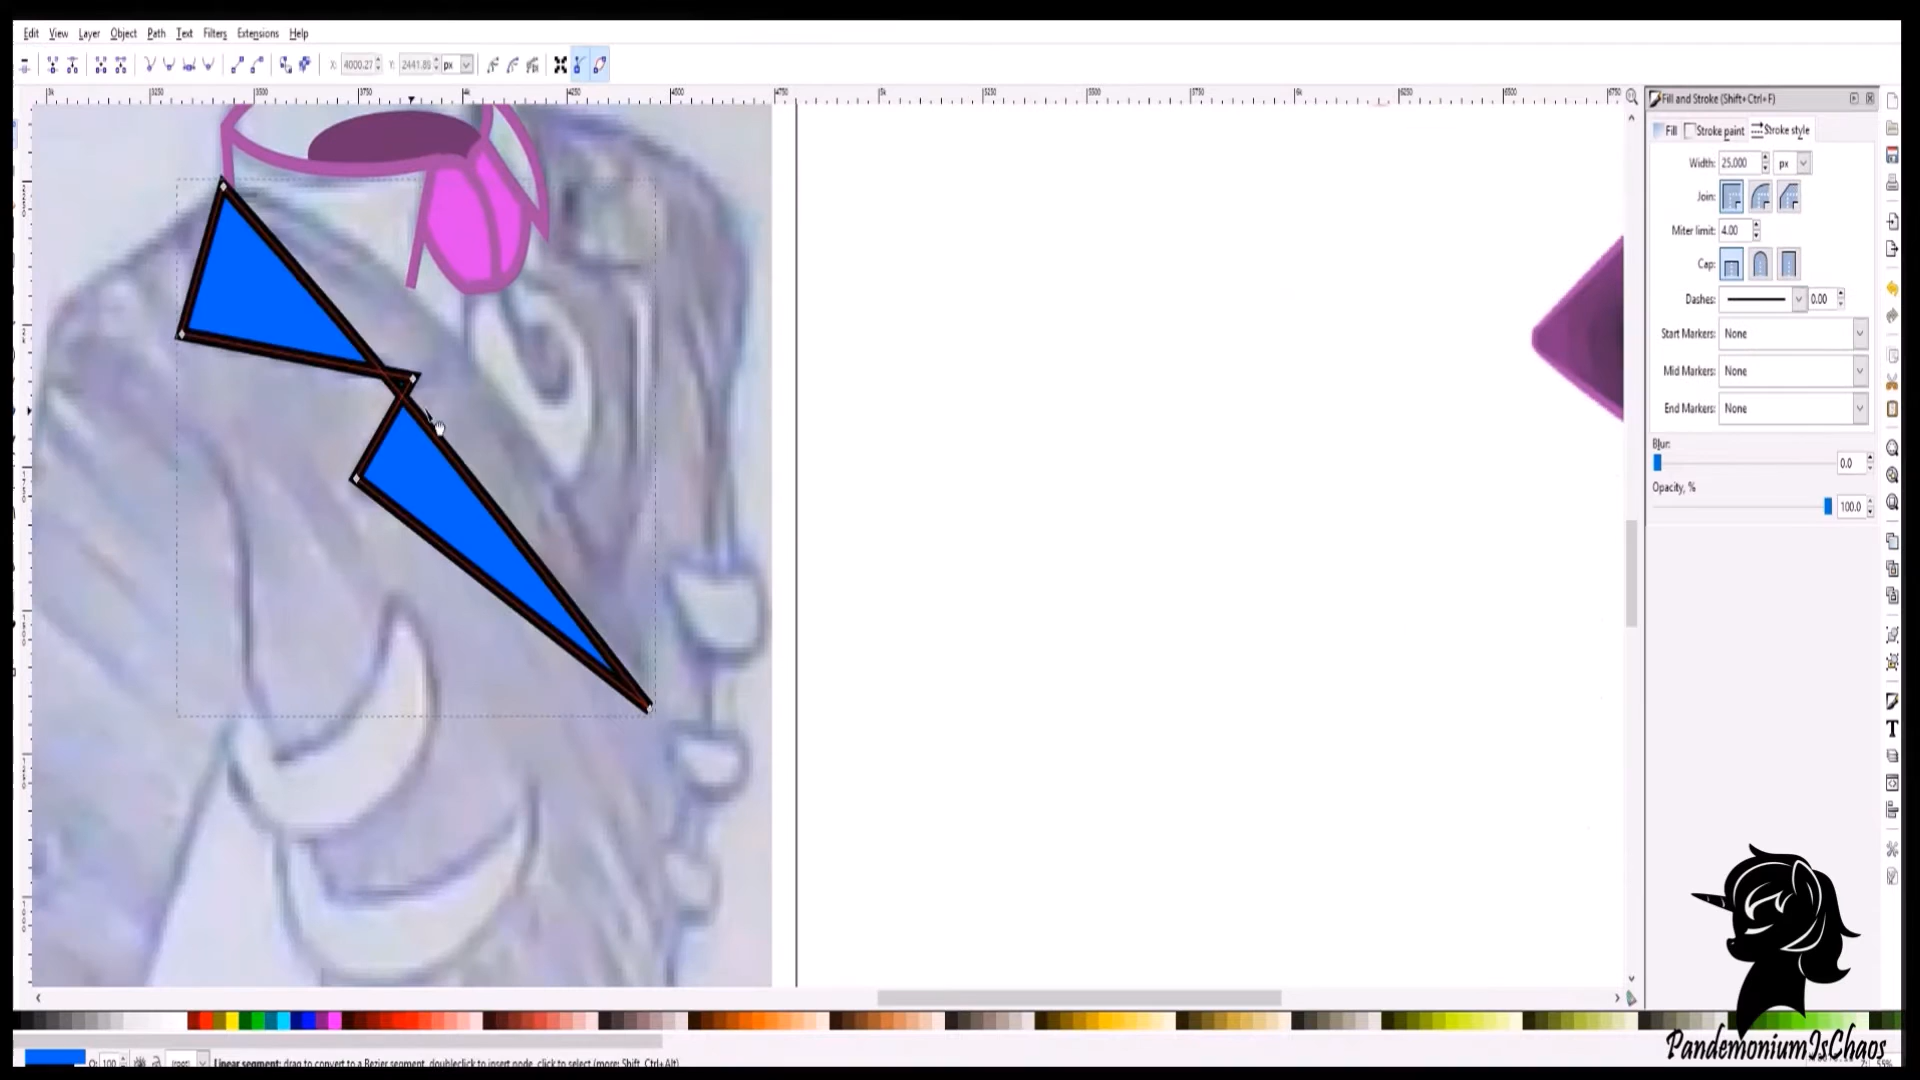 Edit View Layer Object Path Text Filters Extensions Help
X: 4000.27 Y: 2441.88 px
Fill and Stroke (Shift+Ctrl+F)
Fill Stroke paint Stroke style
Width: 25.000 px
Join:
Miter limit: 4.00
Cap:
Dashes: 0.00
Start Markers: None
Mid Markers: None
End Markers: None
Blur:
0.0
Opacity, %
100.0
PandemoniumIsChaos
O: 100 Linear segment: drag to convert to a Bezier segment, doubleclick to insert node, click to select (more: Shift, Ctrl+Alt)